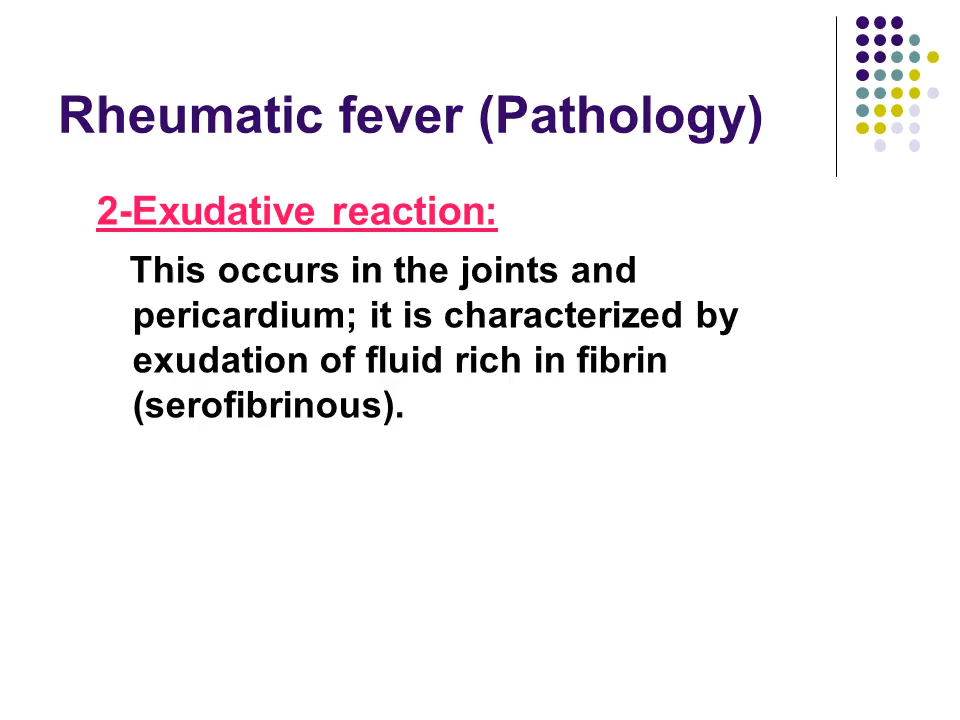 Rheumatic fever (Pathology)
2-Exudative reaction:
This occurs in the joints and
pericardium; it is characterized by
exudation of fluid rich in fibrin
(serofibrinous).